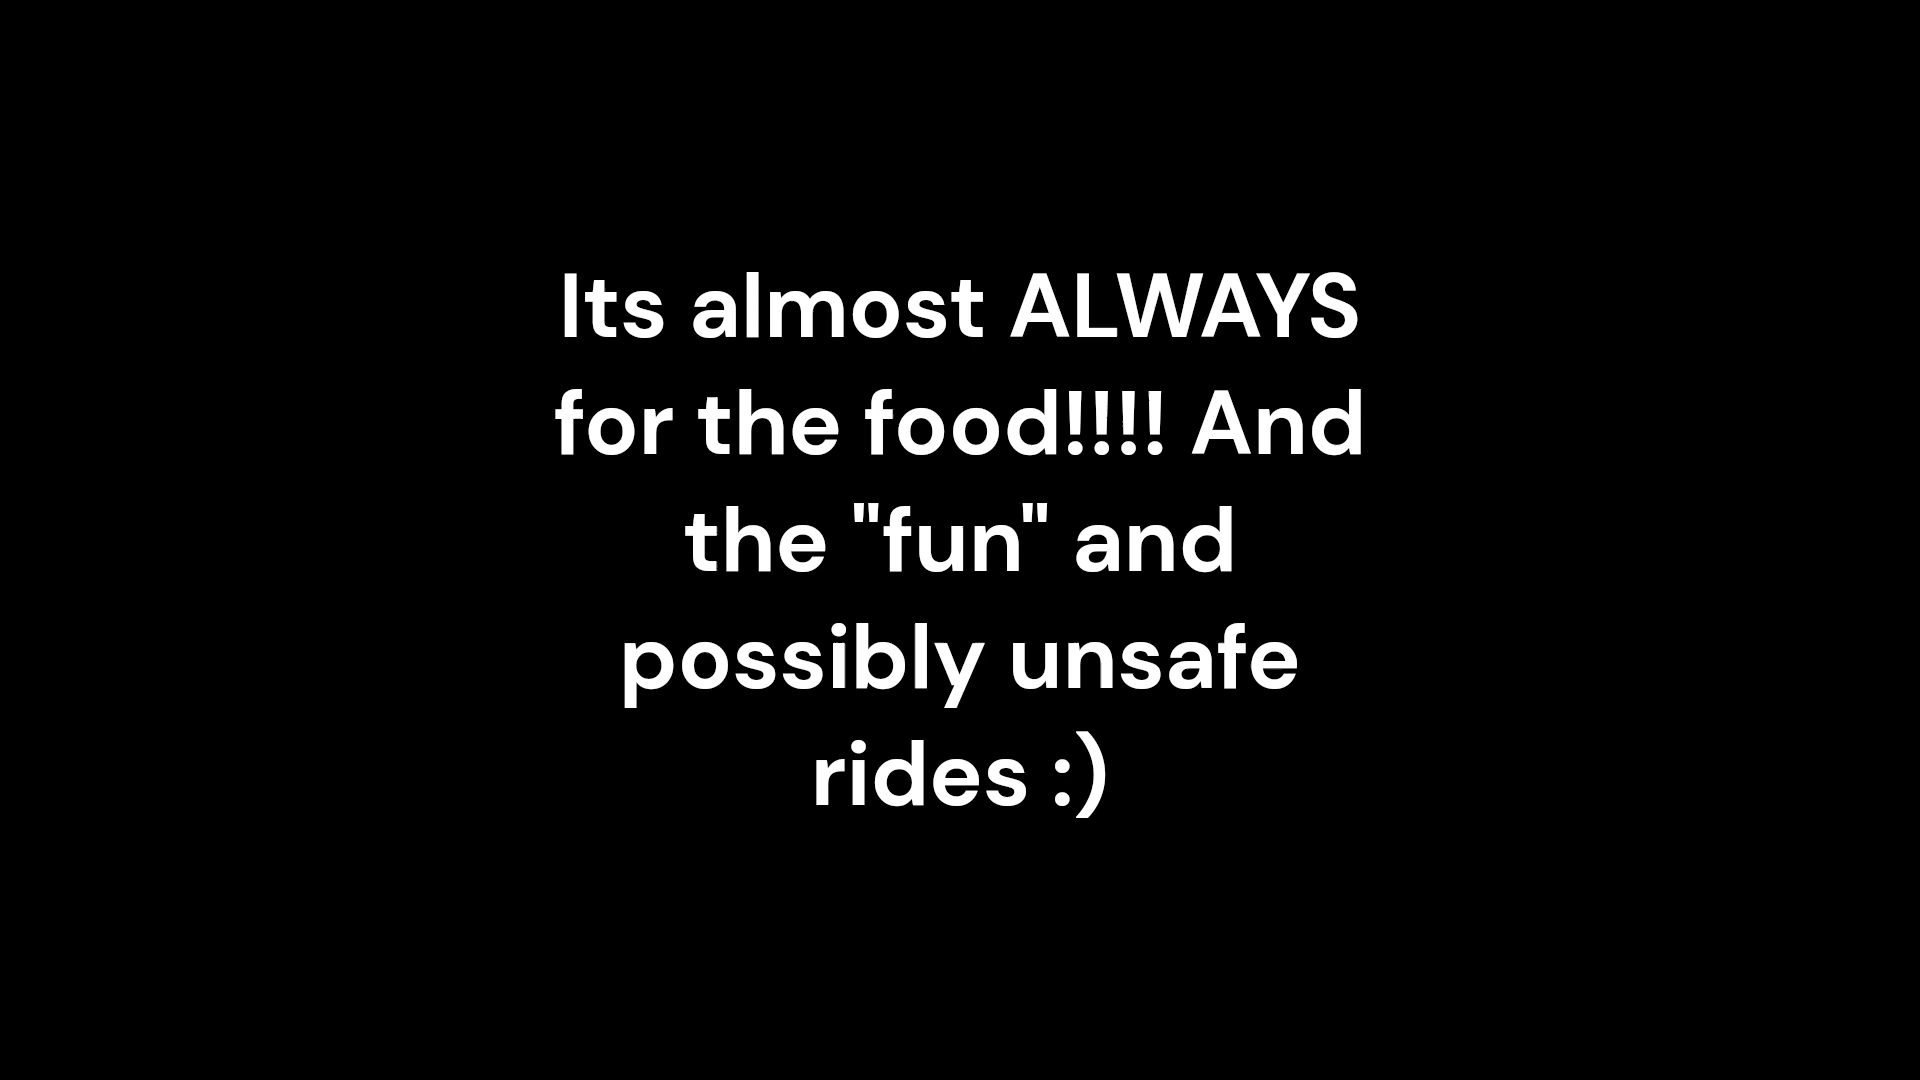 Its almost ALWAYS
for the food!!!! And
the "fun" and
possibly unsafe
rides :)